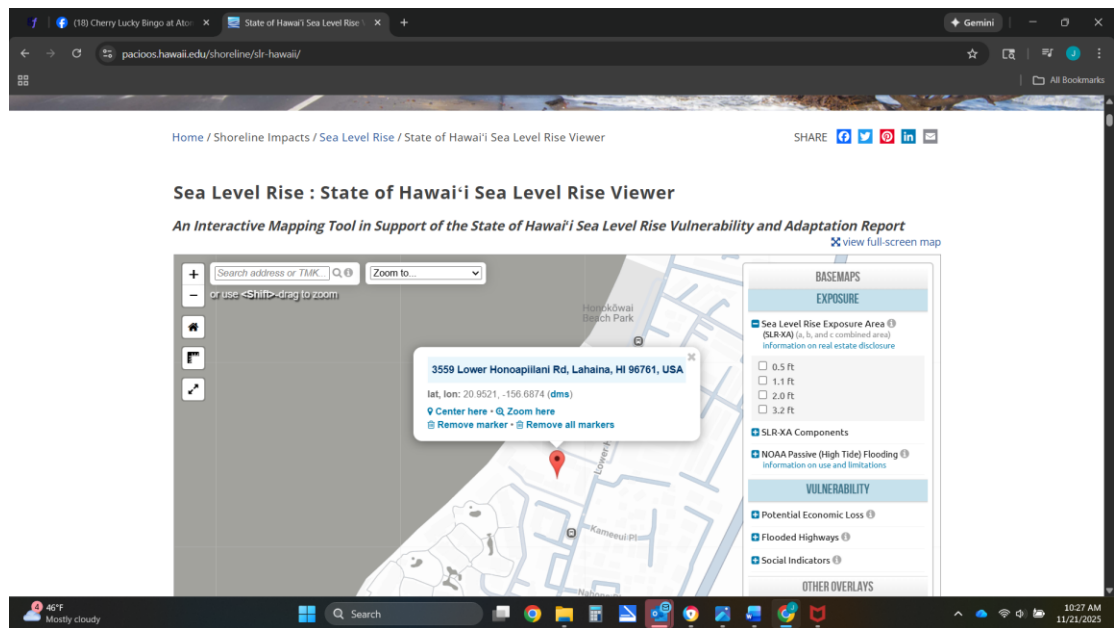 (18) Cherry Lucky Bingo at Ator
State of Hawai'i Sea Level Rise
Gemini
pacioos.hawaii.edu/shoreline/slr-hawaii/
J
All Bookmarks
Home / Shoreline Impacts / Sea Level Rise / State of Hawai'i Sea Level Rise Viewer
SHARE
Sea Level Rise : State of Hawaiʻi Sea Level Rise Viewer
An Interactive Mapping Tool in Support of the State of Hawaiʻi Sea Level Rise Vulnerability and Adaptation Report
view full-screen map
+
Search address or TMK...
Zoom to...
−
or use <Shift>-drag to zoom
Honokōwai
Beach Park
3559 Lower Honoapiilani Rd, Lahaina, HI 96761, USA
lat, lon: 20.9521, -156.6874 (dms)
Center here • Zoom here
Remove marker • Remove all markers
Lower
Kameeui Pl
BASEMAPS
EXPOSURE
Sea Level Rise Exposure Area
(SLR-XA) (a, b, and c combined area)
Information on real estate disclosure
0.5 ft
1.1 ft
2.0 ft
3.2 ft
SLR-XA Components
NOAA Passive (High Tide) Flooding
Information on use and limitations
VULNERABILITY
Potential Economic Loss
Flooded Highways
Social Indicators
OTHER OVERLAYS
4
46°F
Mostly cloudy
Search
10:27 AM
11/21/2025